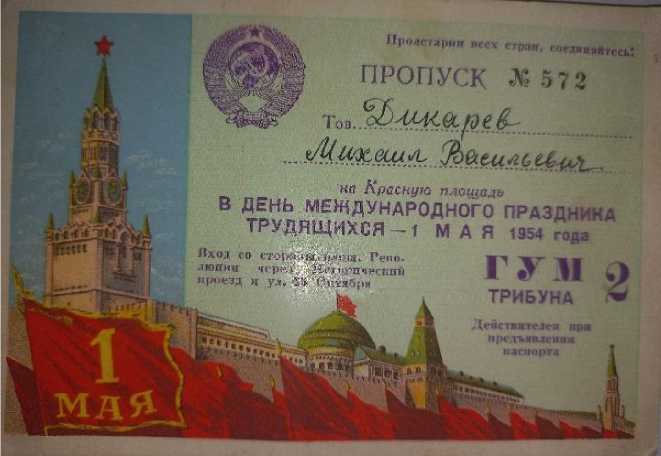 Пролетарии всех стран, соединяйтесь!
ПРОПУСК № 572
Тов. Дикарев
Михаил Васильевич
на Красную площадь
В ДЕНЬ МЕЖДУНАРОДНОГО ПРАЗДНИКА
ТРУДЯЩИХСЯ — 1 МАЯ 1954 года
Вход со стороны площ. Рево-
люции через Исторический
проезд и ул. 25 Октября
ГУМ
ТРИБУНА 2
Действителен при
предъявлении
паспорта
1
МАЯ